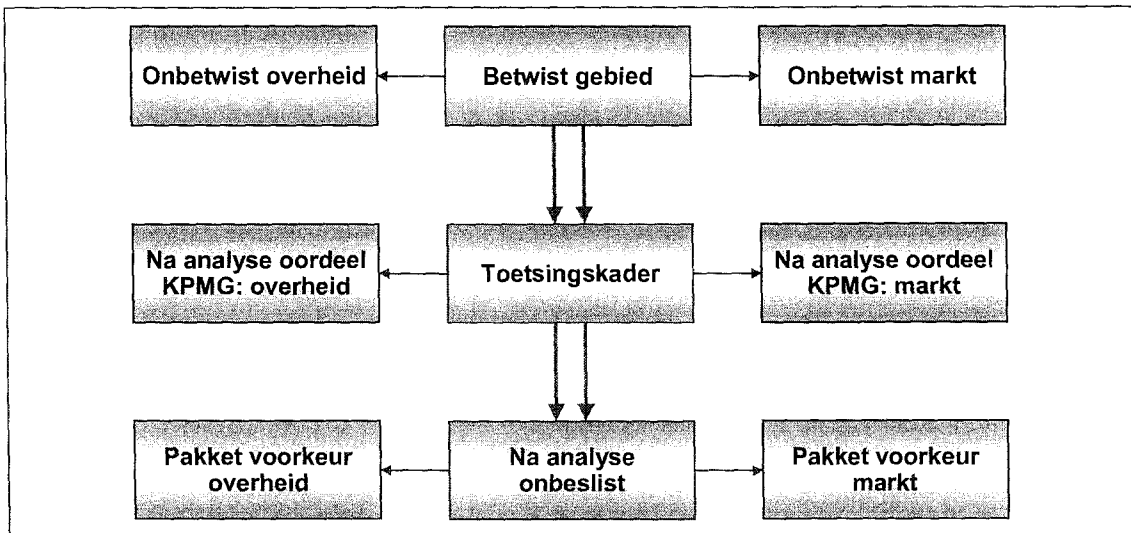 Onbetwist overheid
Betwist gebied
Onbetwist markt
Na analyse oordeel
KPMG: overheid
Toetsingskader
Na analyse oordeel
KPMG: markt
Pakket voorkeur
overheid
Na analyse
onbeslist
Pakket voorkeur
markt